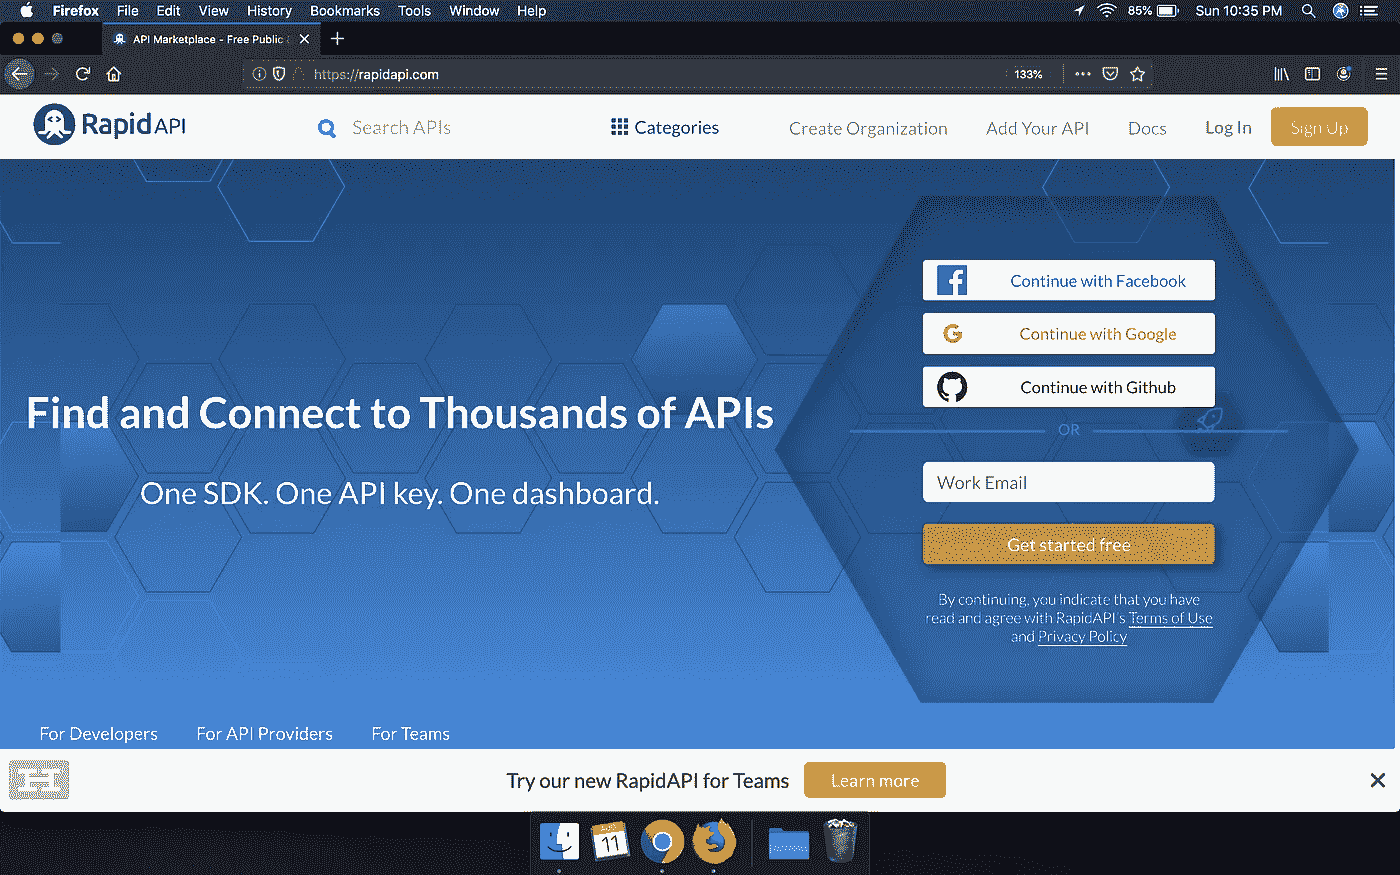 Firefox File Edit View History Bookmarks Tools Window Help 85% Sun 10:35 PM
API Marketplace - Free Public
https://rapidapi.com 133%
Rapid API Search APIs Categories Create Organization Add Your API Docs Log In Sign Up
Continue with Facebook
Continue with Google
Continue with Github
OR
Find and Connect to Thousands of APIs
One SDK. One API key. One dashboard.
Work Email
Get started free
By continuing, you indicate that you have
read and agree with RapidAPI's Terms of Use
and Privacy Policy
For Developers For API Providers For Teams
Try our new RapidAPI for Teams Learn more
11